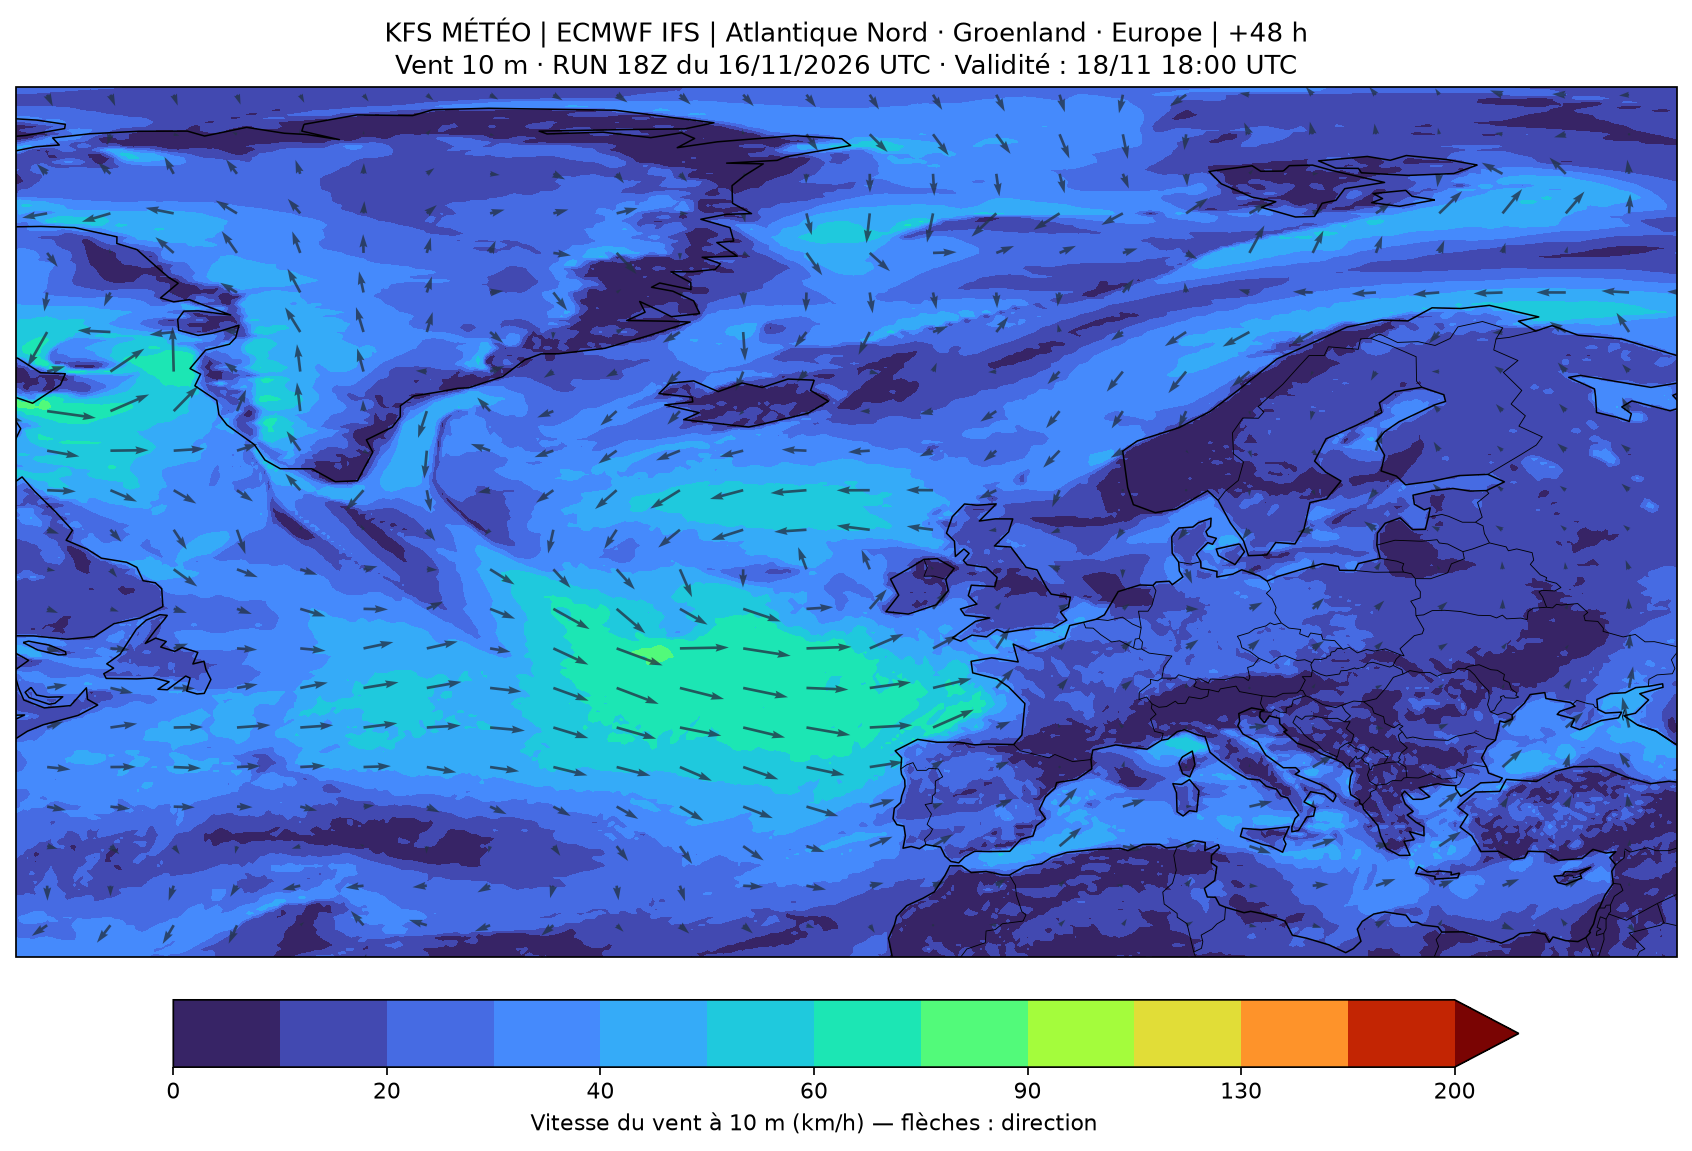 KFS MÉTÉO | ECMWF IFS | Atlantique Nord · Groenland · Europe | +48 h
Vent 10 m · RUN 18Z du 16/11/2026 UTC · Validité : 18/11 18:00 UTC
0 20 40 60 90 130 200
Vitesse du vent à 10 m (km/h) — flèches : direction